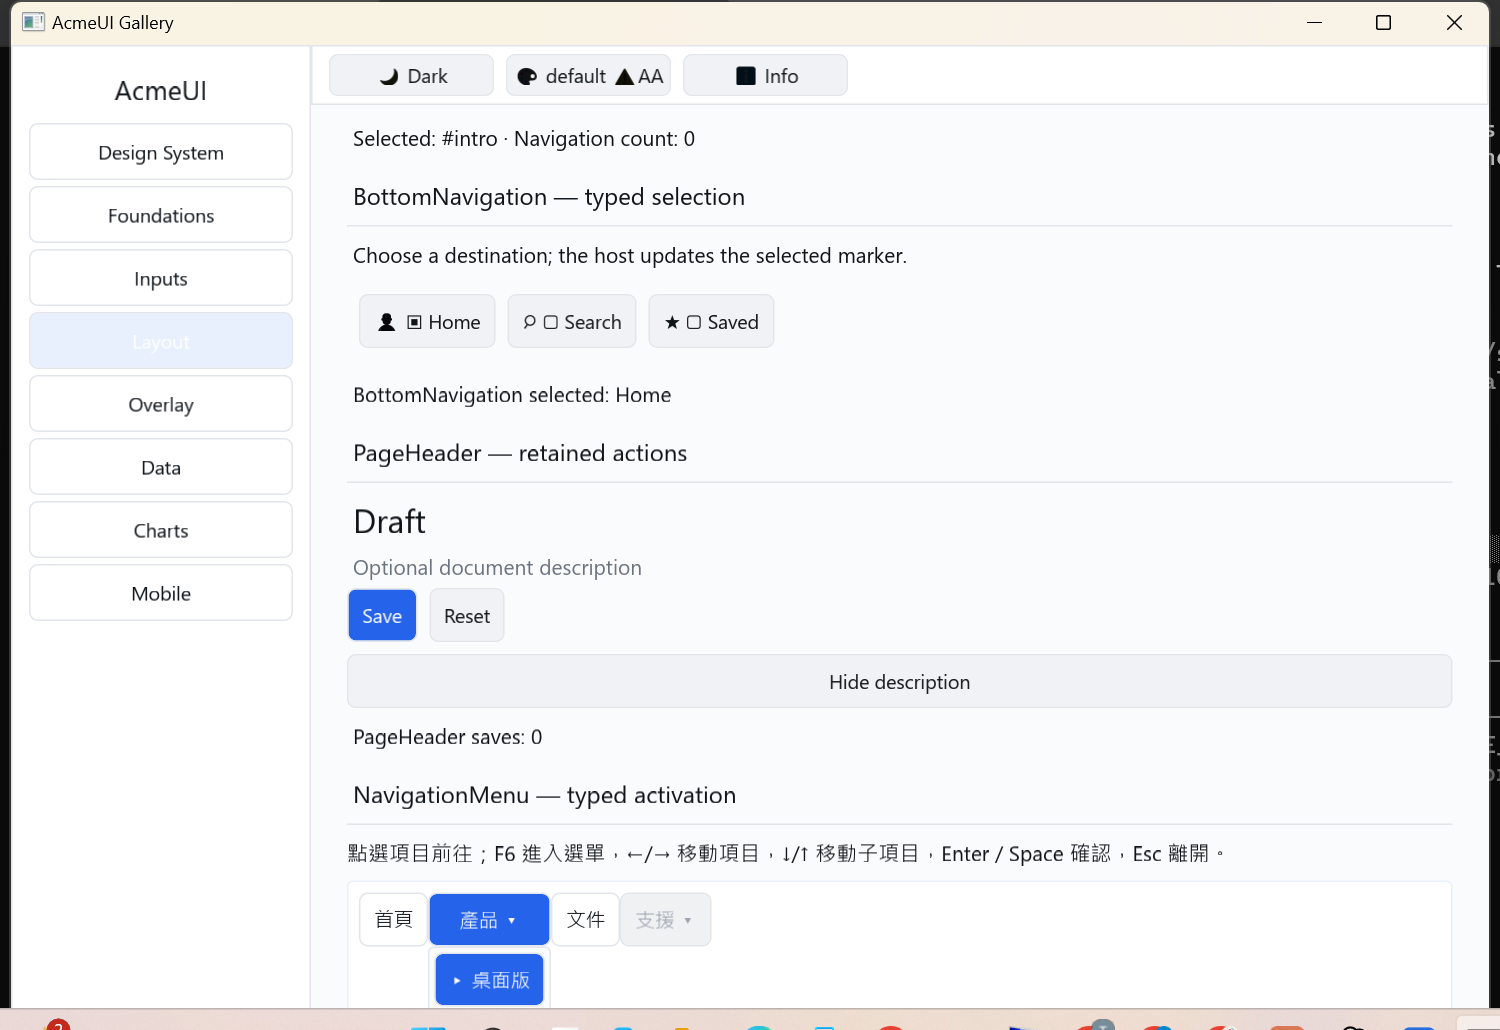 AcmeUI Gallery
AcmeUI
Design System
Foundations
Inputs
Layout
Overlay
Data
Charts
Mobile
Dark
default ▲ AA
Info
Selected: #intro · Navigation count: 0
BottomNavigation — typed selection
Choose a destination; the host updates the selected marker.
Home
Search
Saved
BottomNavigation selected: Home
PageHeader — retained actions
Draft
Optional document description
Save
Reset
Hide description
PageHeader saves: 0
NavigationMenu — typed activation
點選項目前往；F6 進入選單，←/→ 移動項目，↓/↑ 移動子項目，Enter / Space 確認，Esc 離開。
首頁
產品 ▾
文件
支援 ▾
▸ 桌面版